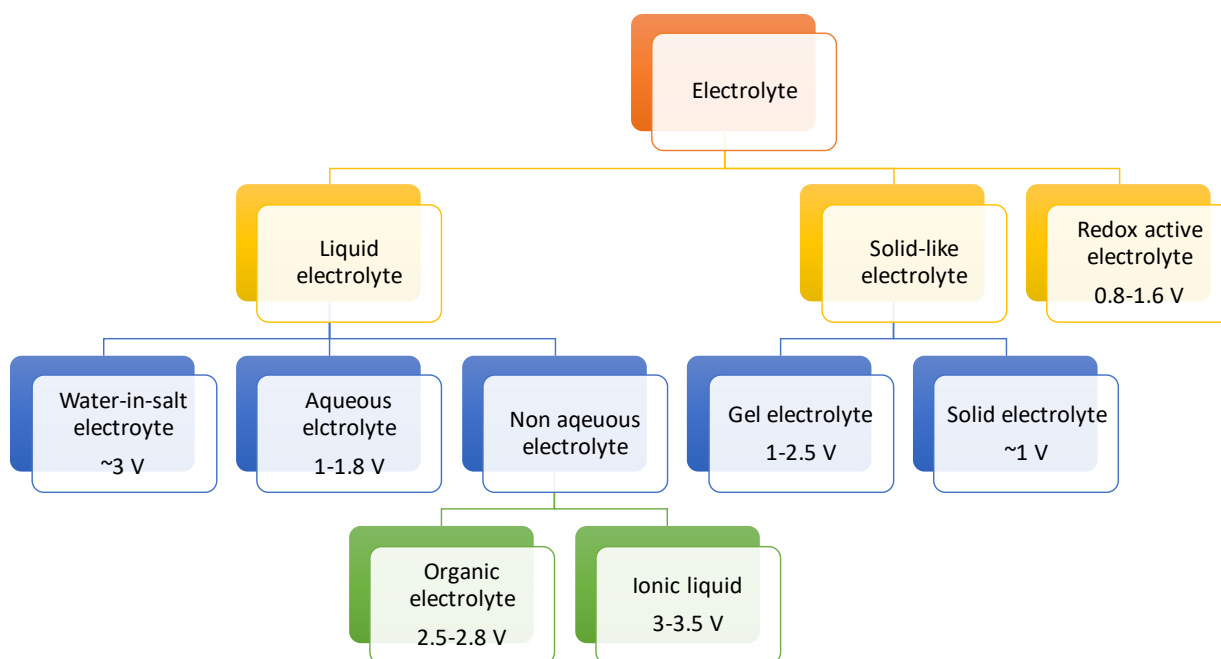 Electrolyte
Liquid
electrolyte
Solid-like
electrolyte
Redox active
electrolyte
0.8-1.6 V
Water-in-salt
electroyte
~3 V
Aqueous
elctrolyte
1-1.8 V
Non aqeuous
electrolyte
Gel electrolyte
1-2.5 V
Solid electrolyte
~1 V
Organic
electrolyte
2.5-2.8 V
Ionic liquid
3-3.5 V